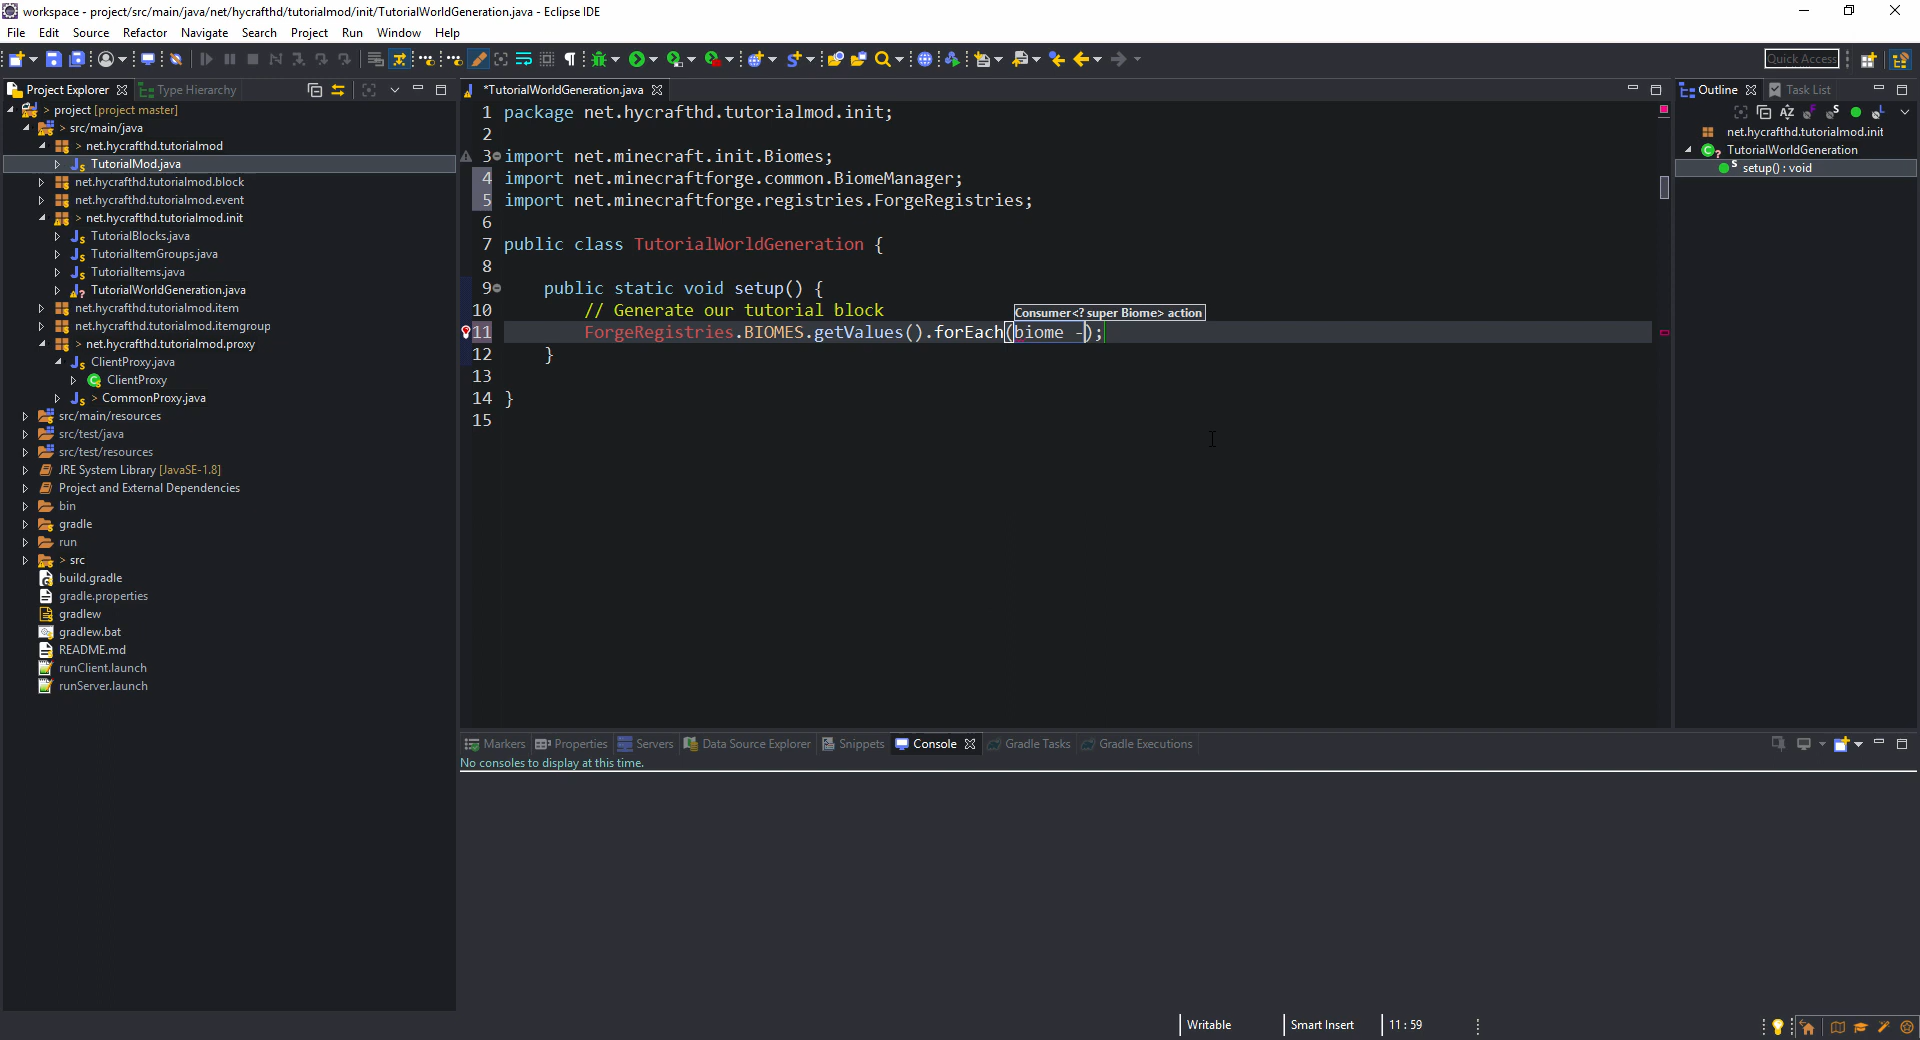 workspace - project/src/main/java/net/hycrafthd/tutorialmod/init/TutorialWorldGeneration.java - Eclipse IDE
File Edit Source Refactor Navigate Search Project Run Window Help
Quick Access
Project Explorer
Type Hierarchy
> project [project master]
> src/main/java
> net.hycrafthd.tutorialmod
TutorialMod.java
net.hycrafthd.tutorialmod.block
net.hycrafthd.tutorialmod.event
> net.hycrafthd.tutorialmod.init
TutorialBlocks.java
TutorialItemGroups.java
TutorialItems.java
TutorialWorldGeneration.java
net.hycrafthd.tutorialmod.item
net.hycrafthd.tutorialmod.itemgroup
> net.hycrafthd.tutorialmod.proxy
ClientProxy.java
ClientProxy
> CommonProxy.java
src/main/resources
src/test/java
src/test/resources
JRE System Library [JavaSE-1.8]
Project and External Dependencies
bin
gradle
run
> src
build.gradle
gradle.properties
gradlew
gradlew.bat
README.md
runClient.launch
runServer.launch
*TutorialWorldGeneration.java
1 package net.hycrafthd.tutorialmod.init;
2
3 import net.minecraft.init.Biomes;
4 import net.minecraftforge.common.BiomeManager;
5 import net.minecraftforge.registries.ForgeRegistries;
6
7 public class TutorialWorldGeneration {
8
9 public static void setup() {
10 // Generate our tutorial block
Consumer<? super Biome> action
11 ForgeRegistries.BIOMES.getValues().forEach(biome -);
12 }
13
14 }
15
Outline
Task List
net.hycrafthd.tutorialmod.init
TutorialWorldGeneration
setup() : void
Markers Properties Servers Data Source Explorer Snippets Console Gradle Tasks Gradle Executions
No consoles to display at this time.
Writable Smart Insert 11 : 59